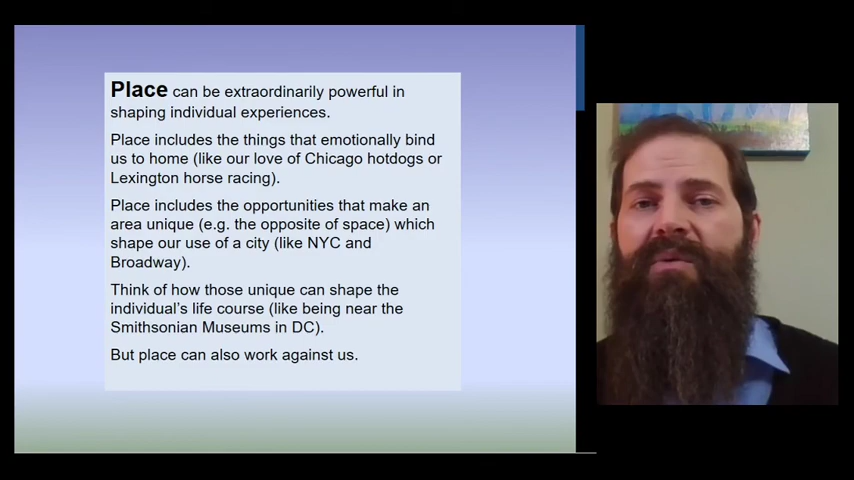 Place can be extraordinarily powerful in
shaping individual experiences.
Place includes the things that emotionally bind
us to home (like our love of Chicago hotdogs or
Lexington horse racing).
Place includes the opportunities that make an
area unique (e.g. the opposite of space) which
shape our use of a city (like NYC and
Broadway).
Think of how those unique can shape the
individual's life course (like being near the
Smithsonian Museums in DC).
But place can also work against us.